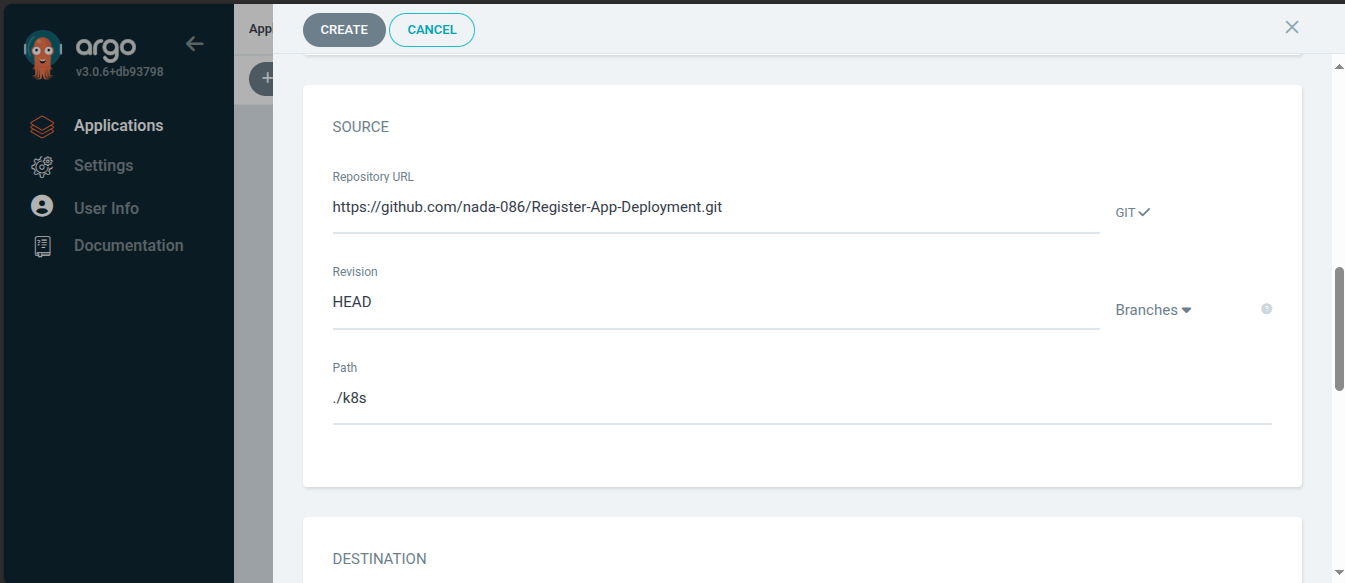 argo
v3.0.6+db93798
Applications
Settings
User Info
Documentation
App
+
CREATE
CANCEL
SOURCE
Repository URL
https://github.com/nada-086/Register-App-Deployment.git
GIT
Revision
HEAD
Branches
?
Path
./k8s
DESTINATION